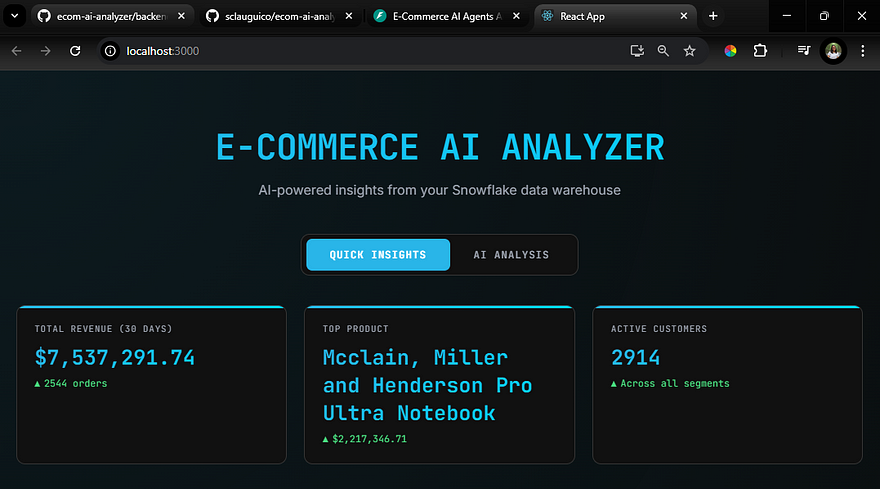 ecom-ai-analyzer/backen
sclauguico/ecom-ai-analy
E-Commerce AI Agents A
React App
localhost:3000
E-COMMERCE AI ANALYZER
AI-powered insights from your Snowflake data warehouse
QUICK INSIGHTS
AI ANALYSIS
TOTAL REVENUE (30 DAYS)
$7,537,291.74
▲ 2544 orders
TOP PRODUCT
Mcclain, Miller
and Henderson Pro
Ultra Notebook
▲ $2,217,346.71
ACTIVE CUSTOMERS
2914
▲ Across all segments